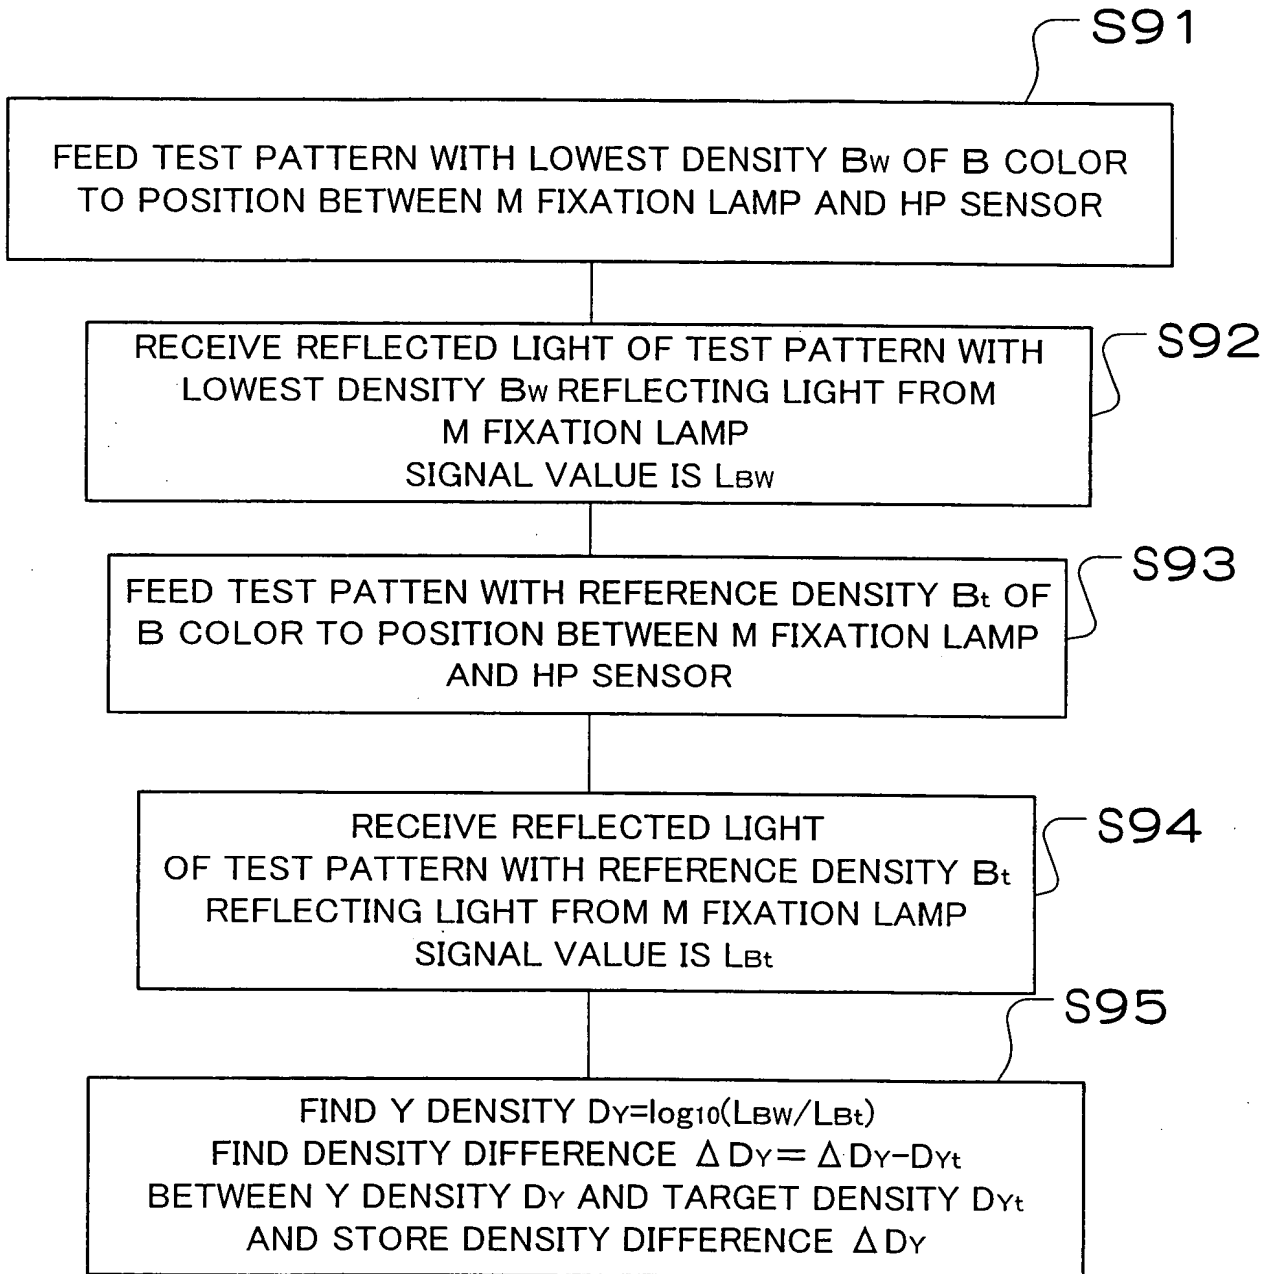 S91
FEED TEST PATTERN WITH LOWEST DENSITY BW OF B COLOR
TO POSITION BETWEEN M FIXATION LAMP AND HP SENSOR
S92
RECEIVE REFLECTED LIGHT OF TEST PATTERN WITH
LOWEST DENSITY BW REFLECTING LIGHT FROM
M FIXATION LAMP
SIGNAL VALUE IS LBW
S93
FEED TEST PATTEN WITH REFERENCE DENSITY Bt OF
B COLOR TO POSITION BETWEEN M FIXATION LAMP
AND HP SENSOR
S94
RECEIVE REFLECTED LIGHT
OF TEST PATTERN WITH REFERENCE DENSITY Bt
REFLECTING LIGHT FROM M FIXATION LAMP
SIGNAL VALUE IS LBt
S95
FIND Y DENSITY DY=log10(LBW/LBt)
FIND DENSITY DIFFERENCE ΔDY=ΔDY-DYt
BETWEEN Y DENSITY DY AND TARGET DENSITY DYt
AND STORE DENSITY DIFFERENCE ΔDY